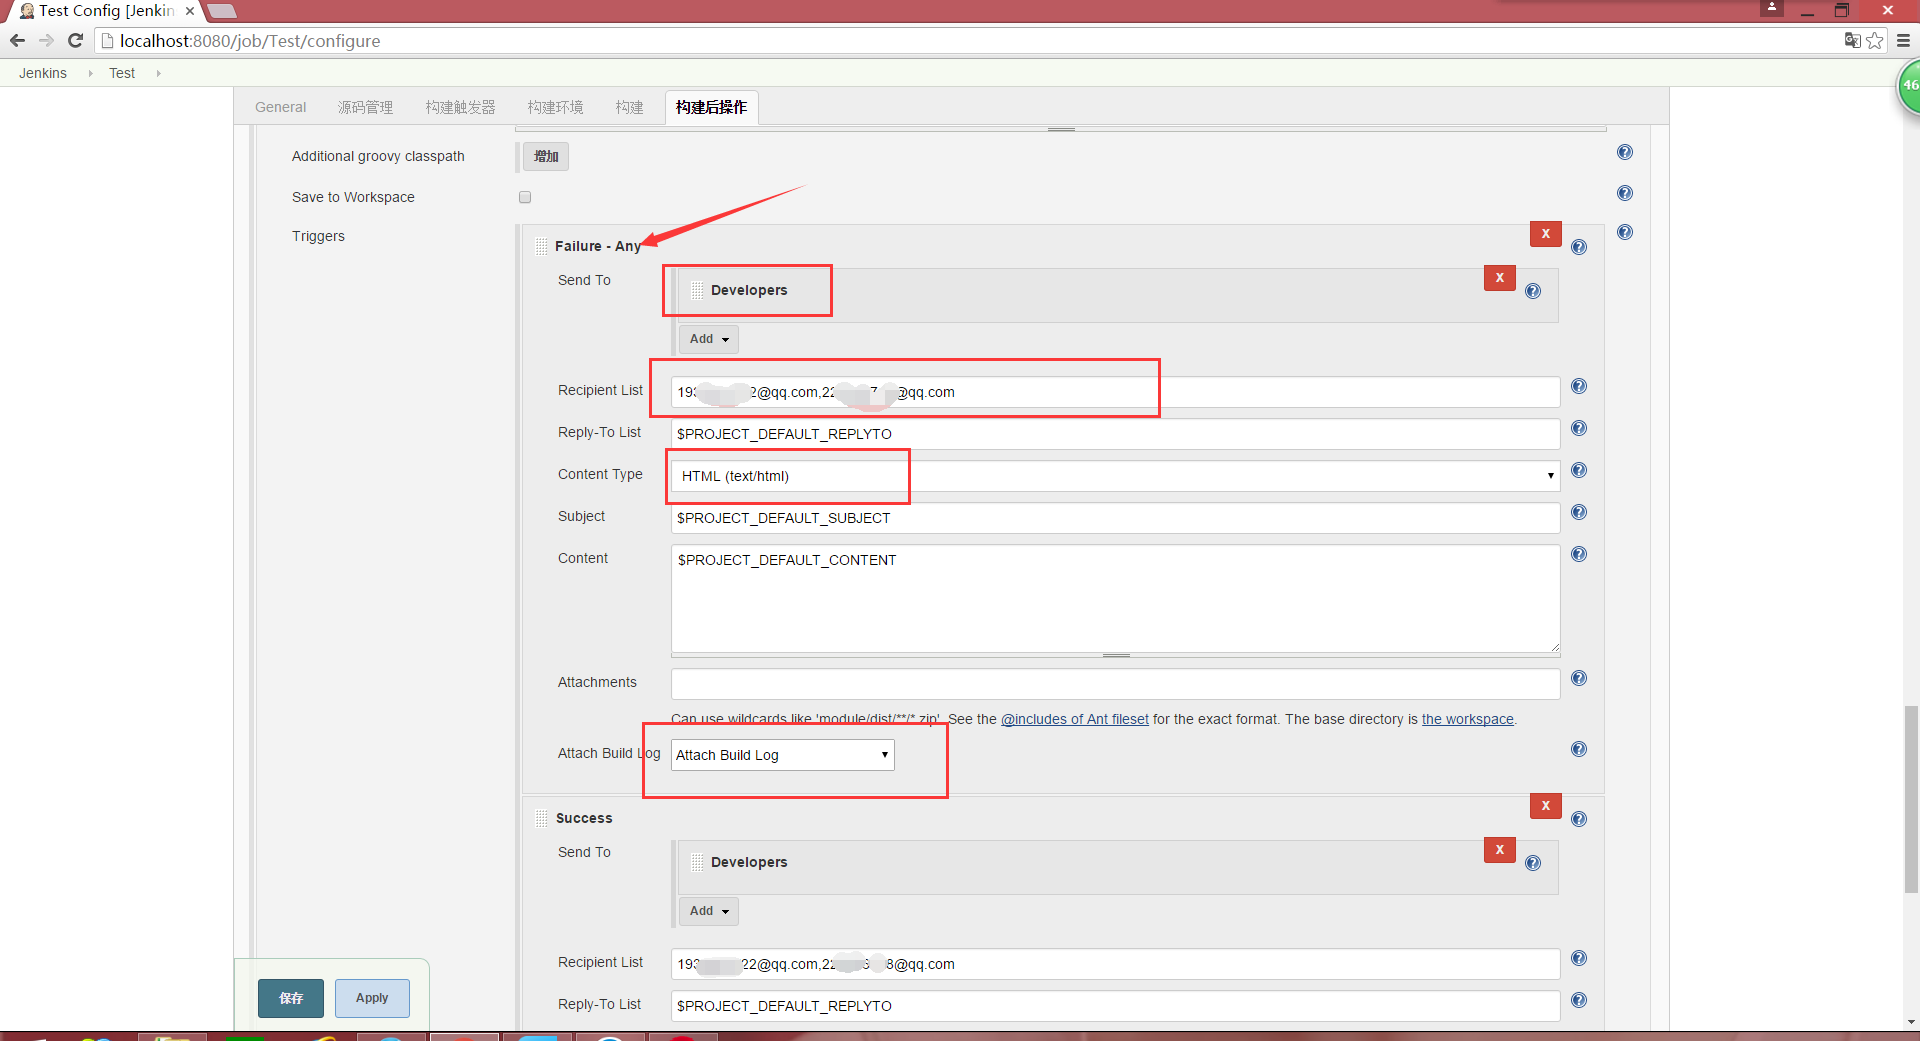 Test Config [Jenkin
localhost:8080/job/Test/configure
Jenkins Test
46
General 源码管理 构建触发器 构建环境 构建 构建后操作
Additional groovy classpath 增加
Save to Workspace
Triggers
Failure - Any X
Send To
Developers X
Add
Recipient List 2@qq.com,22 @qq.com
Reply-To List $PROJECT_DEFAULT_REPLYTO
Content Type HTML (text/html)
Subject $PROJECT_DEFAULT_SUBJECT
Content $PROJECT_DEFAULT_CONTENT
Attachments
Can use wildcards like 'module/dist/**/*.zip'. See the @includes of Ant fileset for the exact format. The base directory is the workspace.
Attach Build Log Attach Build Log
Success X
Send To
Developers X
Add
Recipient List 193 22@qq.com,22 8@qq.com
Reply-To List $PROJECT_DEFAULT_REPLYTO
保存 Apply